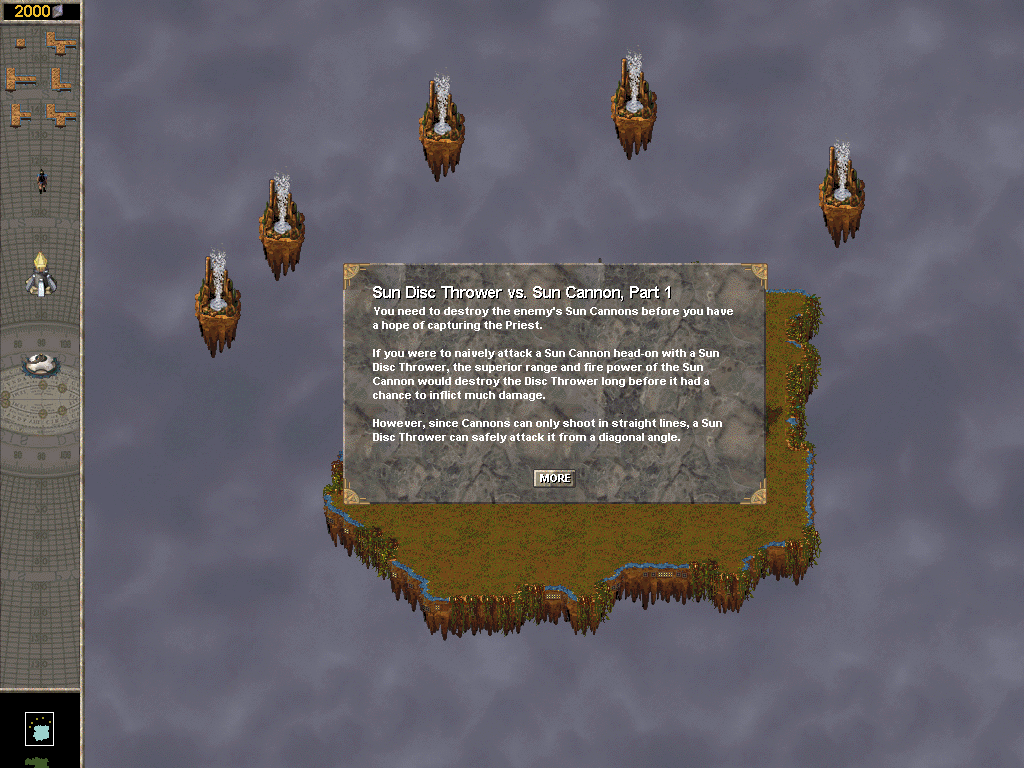 2000
Sun Disc Thrower vs. Sun Cannon, Part 1
You need to destroy the enemy's Sun Cannons before you have
a hope of capturing the Priest.
If you were to naively attack a Sun Cannon head-on with a Sun
Disc Thrower, the superior range and fire power of the Sun
Cannon would destroy the Disc Thrower long before it had a
chance to inflict much damage.
However, since Cannons can only shoot in straight lines, a Sun
Disc Thrower can safely attack it from a diagonal angle.
MORE